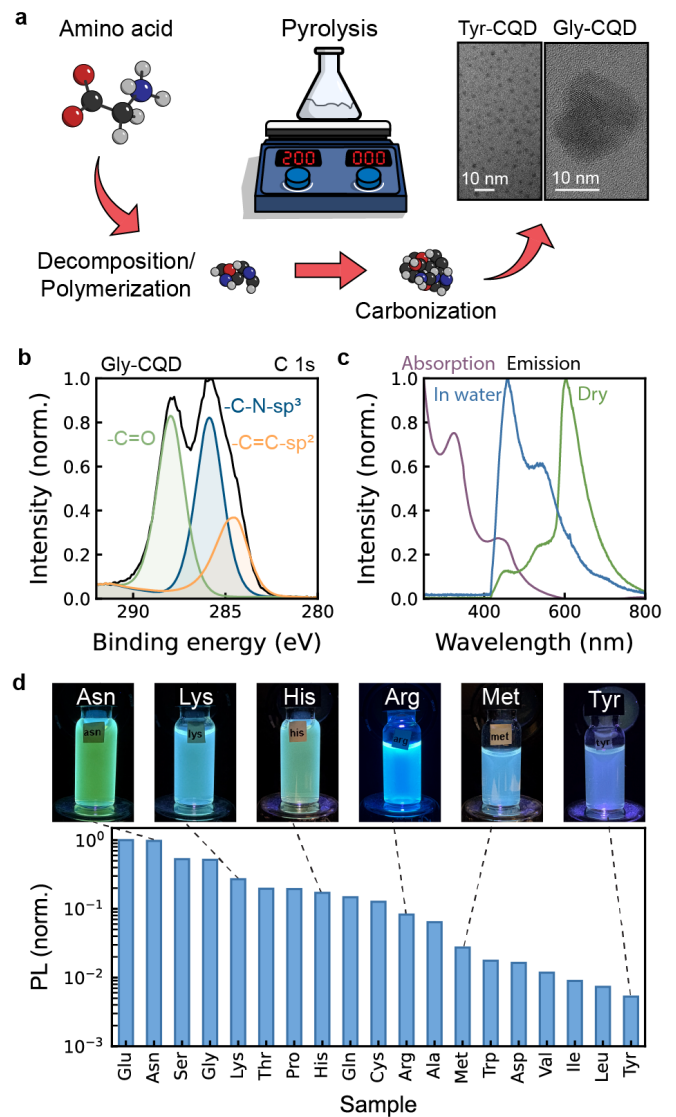 a
Amino acid
Pyrolysis
Tyr-CQD
Gly-CQD
200
000
10 nm
10 nm
Decomposition/
Polymerization
Carbonization
b
Gly-CQD
C 1s
-C=O
-C-N-sp³
-C=C-sp²
Intensity (norm.)
1.0
0.8
0.6
0.4
0.2
0.0
290
285
280
Binding energy (eV)
c
Absorption
Emission
In water
Dry
Intensity (norm.)
1.0
0.8
0.6
0.4
0.2
0.0
400
600
800
Wavelength (nm)
d
Asn
Lys
His
Arg
Met
Tyr
asn
lys
his
arg
met
tyr
PL (norm.)
10⁰
10⁻¹
10⁻²
10⁻³
Glu
Asn
Ser
Gly
Lys
Thr
Pro
His
Gln
Cys
Arg
Ala
Met
Trp
Asp
Val
Ile
Leu
Tyr
Sample